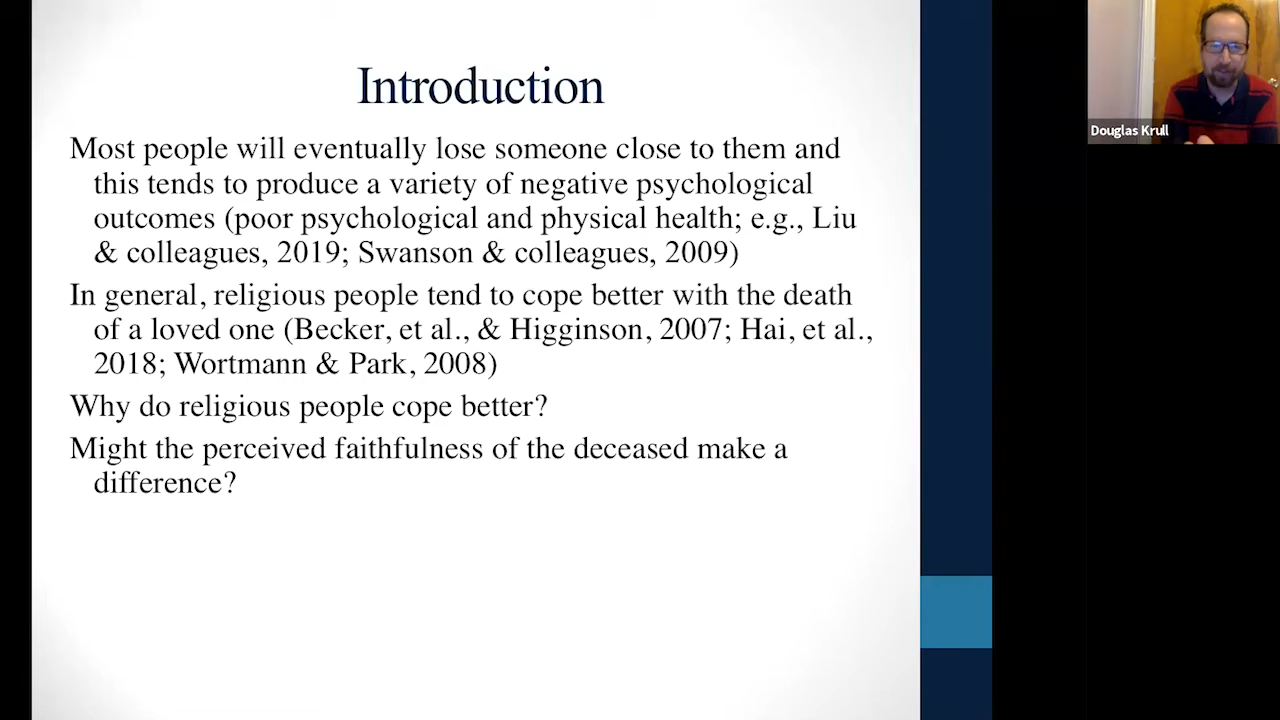 Introduction
Most people will eventually lose someone close to them and
this tends to produce a variety of negative psychological
outcomes (poor psychological and physical health; e.g., Liu
& colleagues, 2019; Swanson & colleagues, 2009)
In general, religious people tend to cope better with the death
of a loved one (Becker, et al., & Higginson, 2007; Hai, et al.,
2018; Wortmann & Park, 2008)
Why do religious people cope better?
Might the perceived faithfulness of the deceased make a
difference?
Douglas Krull